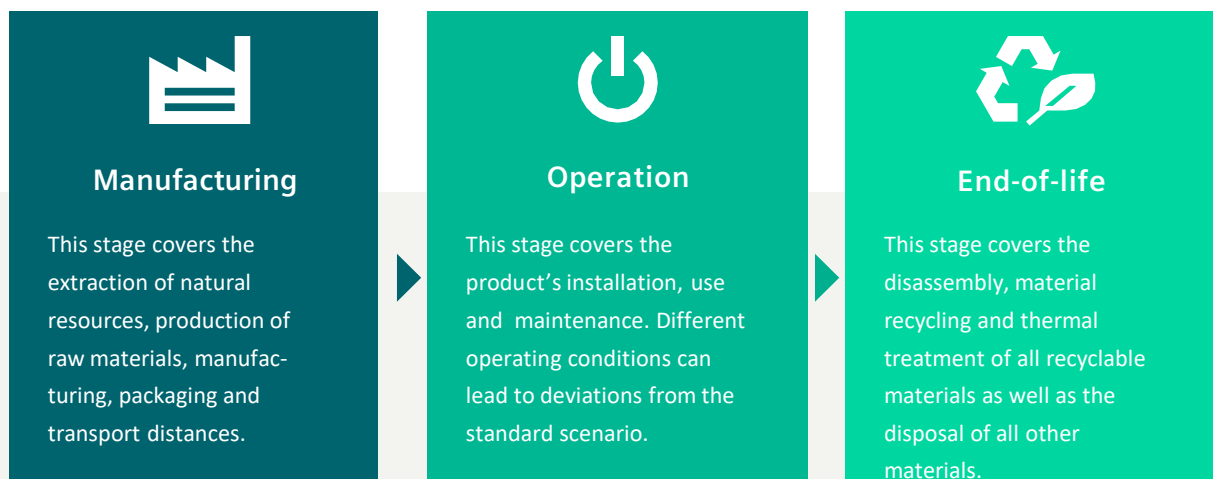 Manufacturing
This stage covers the
extraction of natural
resources, production of
raw materials, manufac-
turing, packaging and
transport distances.
Operation
This stage covers the
product’s installation, use
and  maintenance. Different
operating conditions can
lead to deviations from the
standard scenario.
End-of-life
This stage covers the
disassembly, material
recycling and thermal
treatment of all recyclable
materials as well as the
disposal of all other
materials.